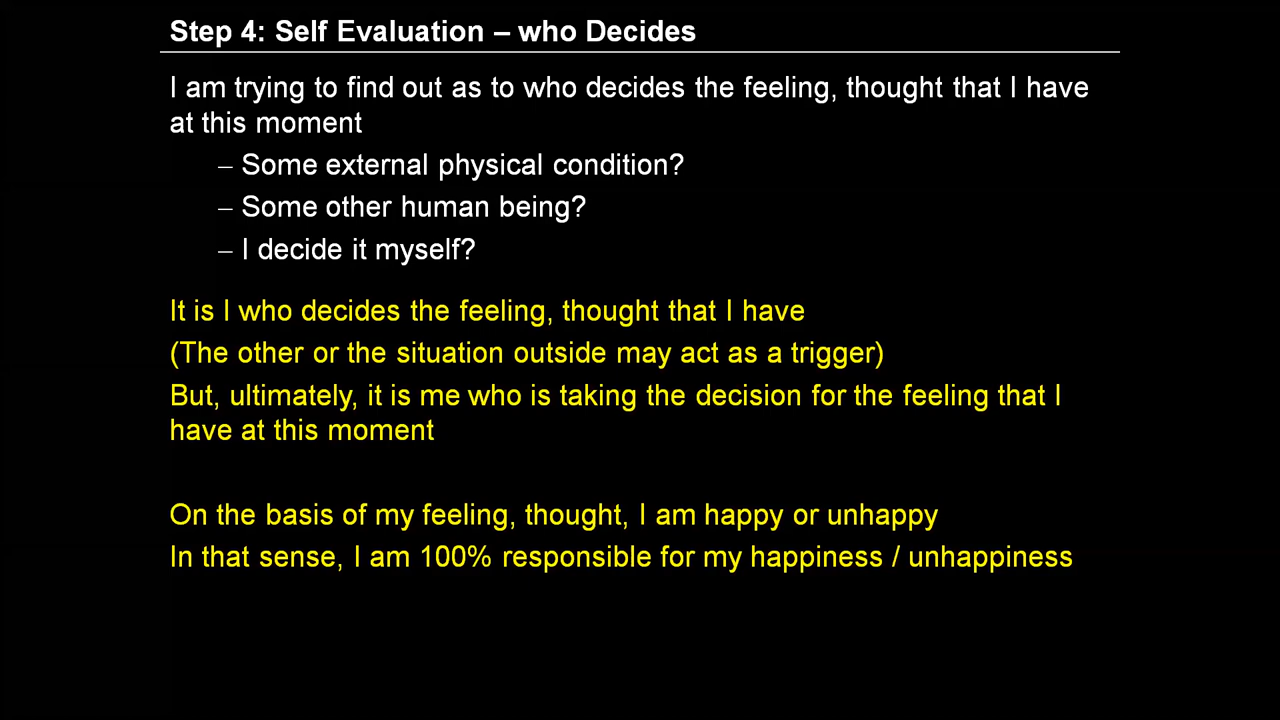 Step 4: Self Evaluation – who Decides
I am trying to find out as to who decides the feeling, thought that I have
at this moment
– Some external physical condition?
– Some other human being?
– I decide it myself?
It is I who decides the feeling, thought that I have
(The other or the situation outside may act as a trigger)
But, ultimately, it is me who is taking the decision for the feeling that I
have at this moment
On the basis of my feeling, thought, I am happy or unhappy
In that sense, I am 100% responsible for my happiness / unhappiness